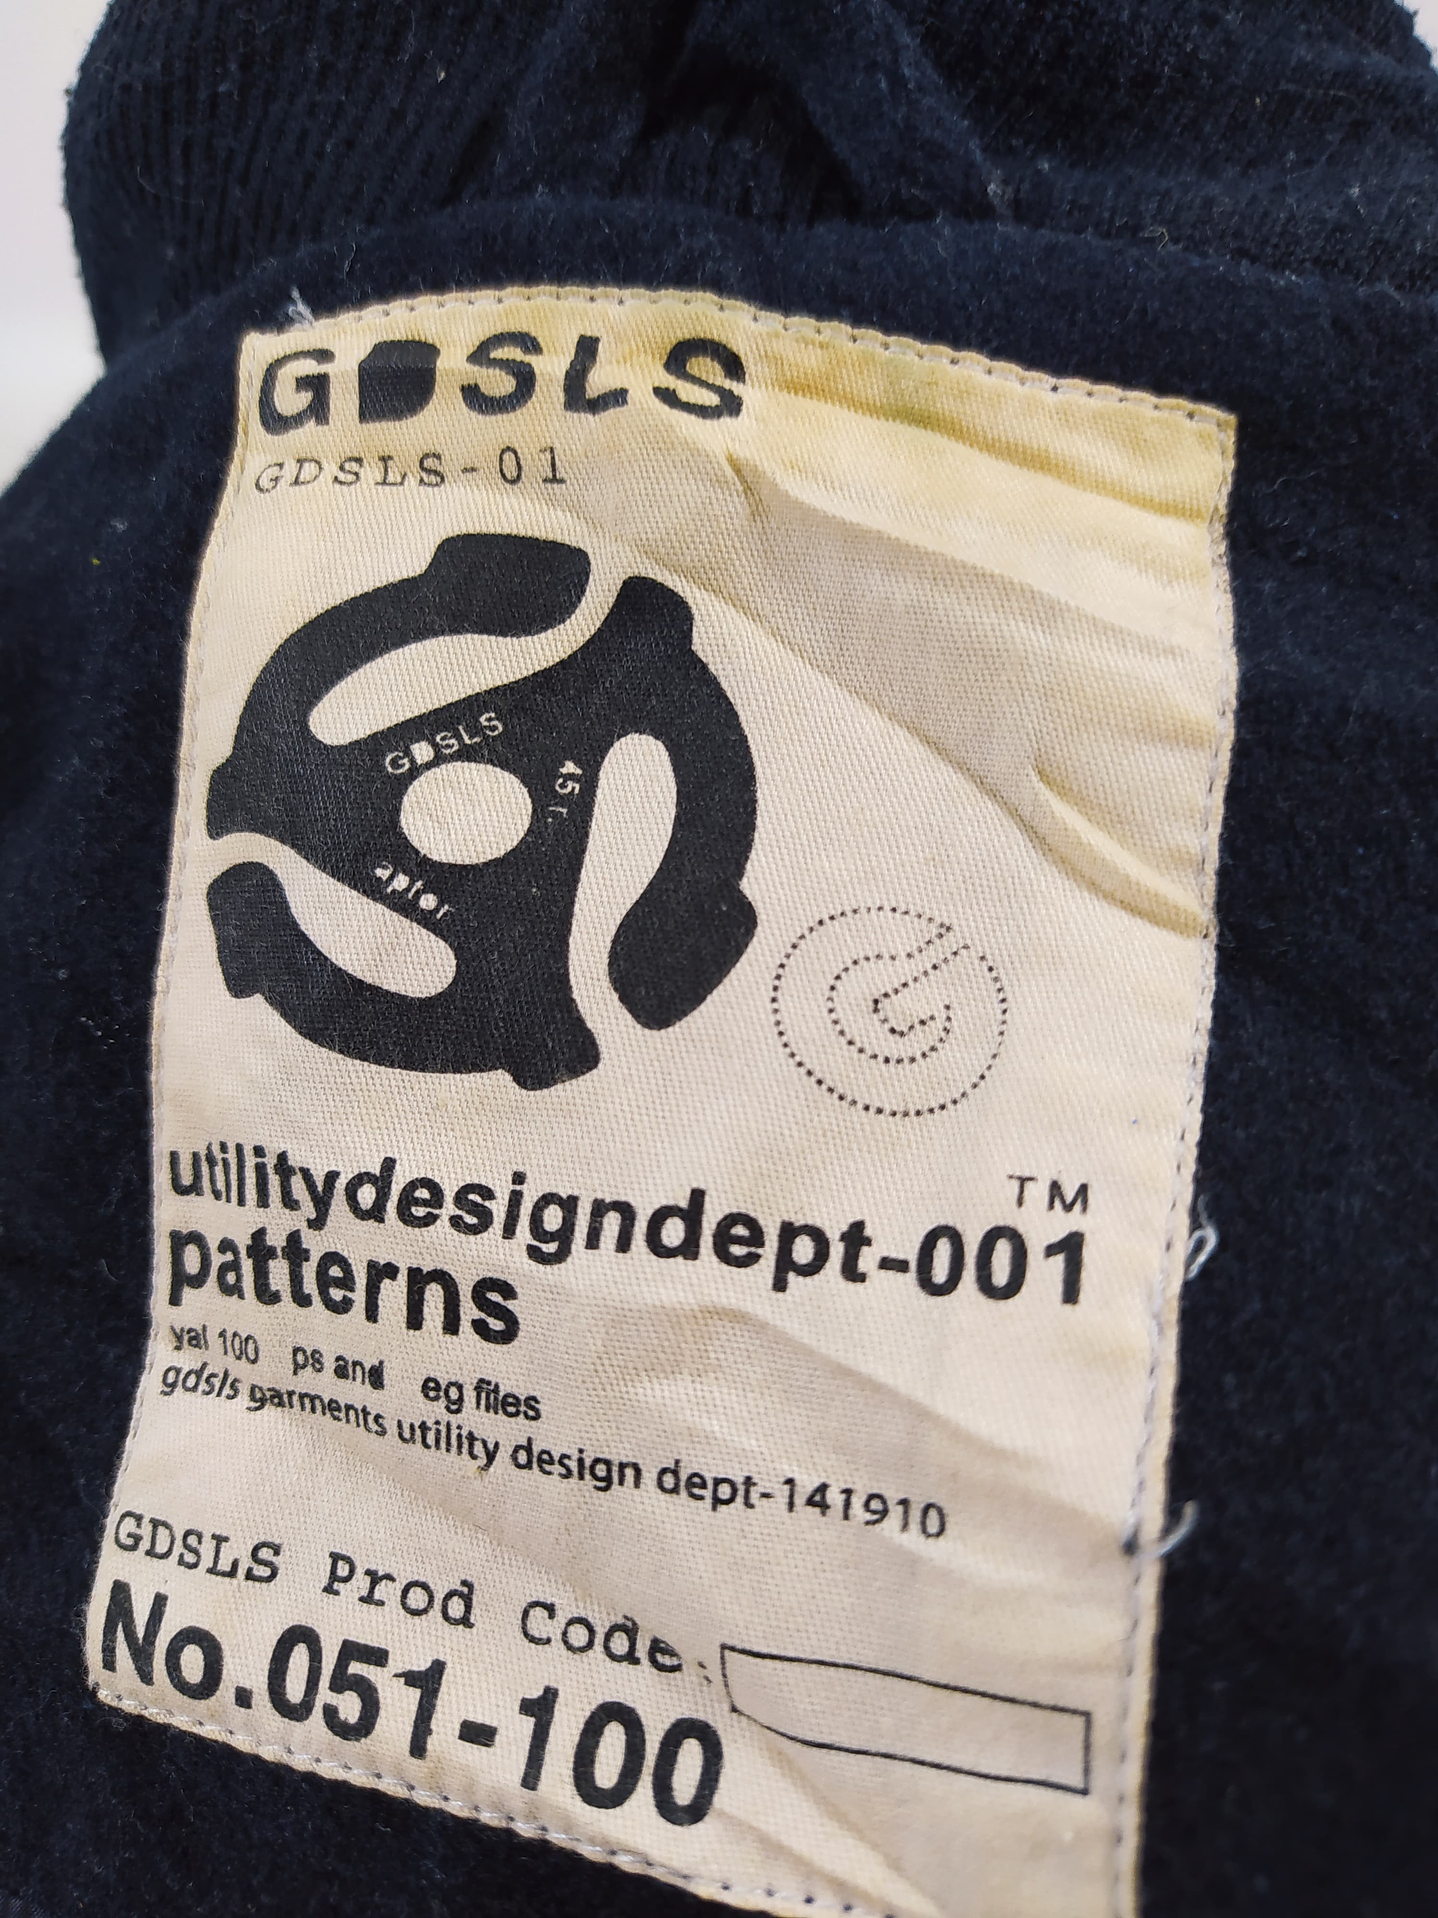 GDSLS
GDSLS-01
GDSLS
45 r.
aptor
TM
utilitydesigndept-001
patterns
yal 100 ps and eg files
gdsls garments utility design dept-141910
GDSLS Prod Code:
No.051-100